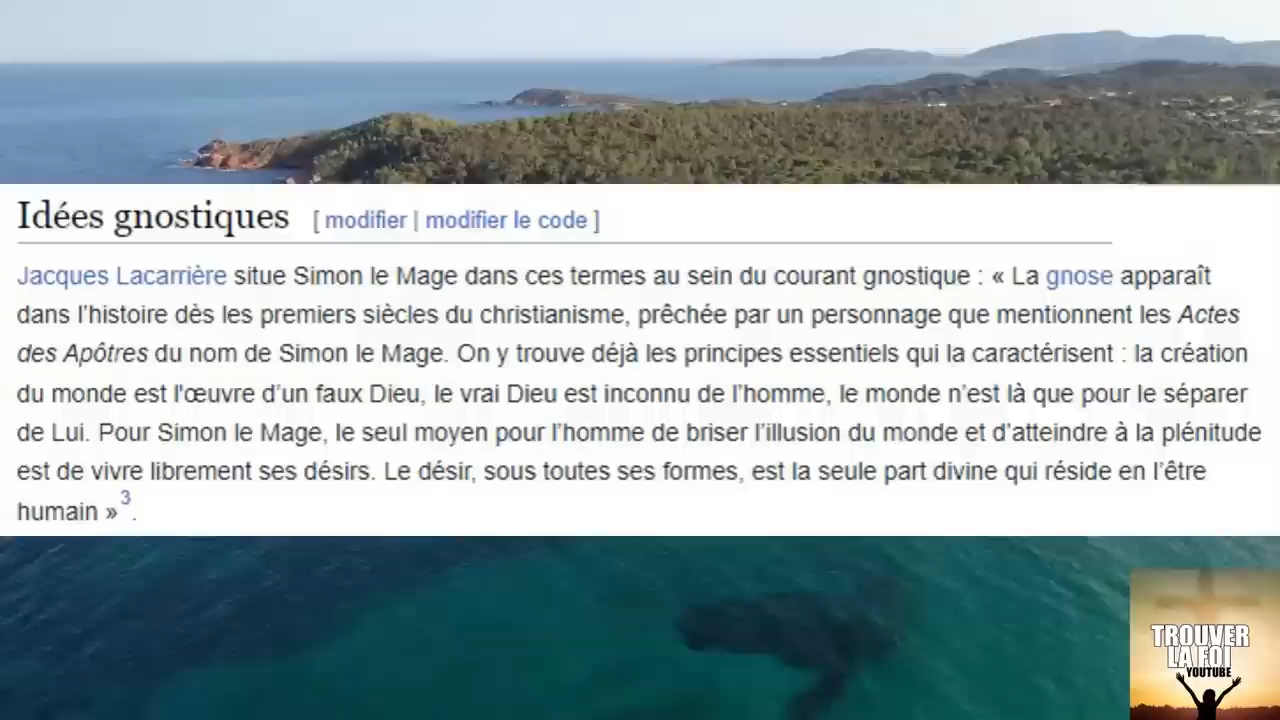 Idées gnostiques [ modifier | modifier le code ]
Jacques Lacarrière situe Simon le Mage dans ces termes au sein du courant gnostique : « La gnose apparaît
dans l'histoire dès les premiers siècles du christianisme, prêchée par un personnage que mentionnent les Actes
des Apôtres du nom de Simon le Mage. On y trouve déjà les principes essentiels qui la caractérisent : la création
du monde est l'œuvre d'un faux Dieu, le vrai Dieu est inconnu de l'homme, le monde n'est là que pour le séparer
de Lui. Pour Simon le Mage, le seul moyen pour l'homme de briser l'illusion du monde et d'atteindre à la plénitude
est de vivre librement ses désirs. Le désir, sous toutes ses formes, est la seule part divine qui réside en l'être
humain »3.
TROUVER
LA FOI
YOUTUBE